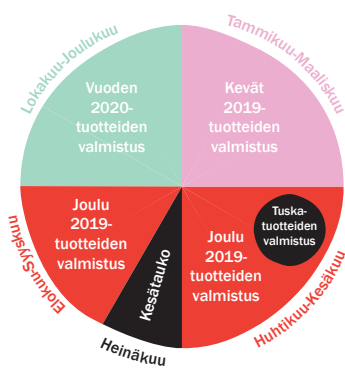 Tammikuu-Maaliskuu
Kevät
2019-
tuotteiden
valmistus
Huhtikuu-Kesäkuu
Tuska-
tuotteiden
valmistus
Joulu
2019-
tuotteiden
valmistus
Heinäkuu
Kesätauko
Elokuu-Syyskuu
Joulu
2019-
tuotteiden
valmistus
Lokakuu-Joulukuu
Vuoden
2020-
tuotteiden
valmistus